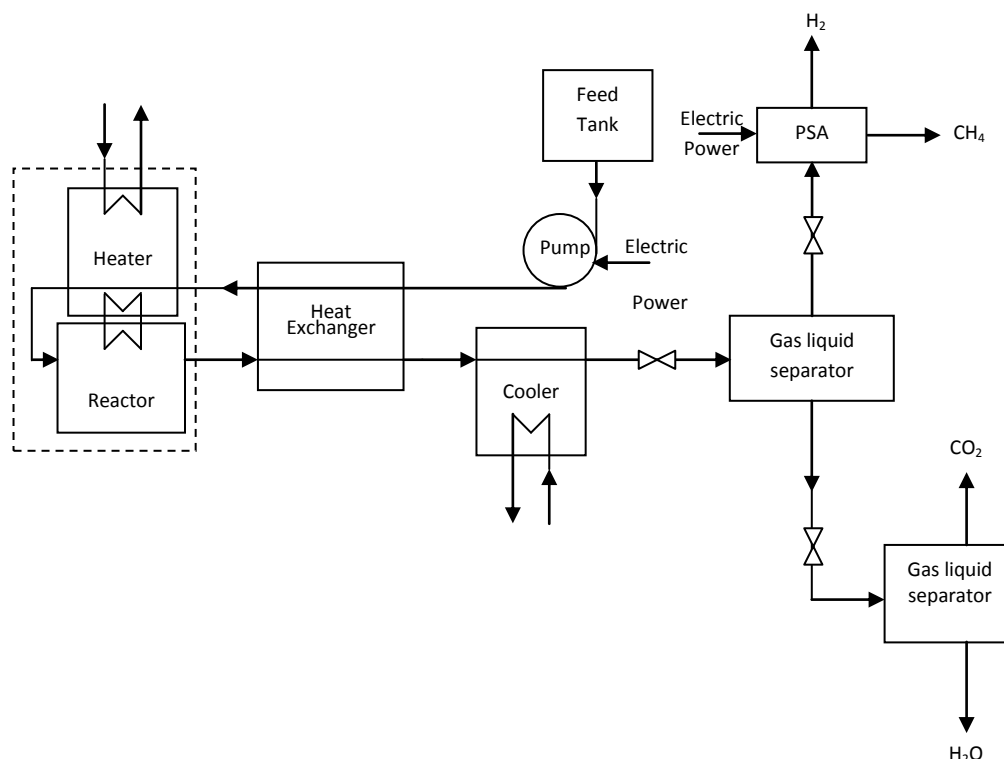 H₂
Feed
Tank
Electric
Power
PSA
CH₄
Heater
Pump
Electric
Heat
Exchanger
Power
Gas liquid
separator
Reactor
Cooler
CO₂
Gas liquid
separator
H₂O